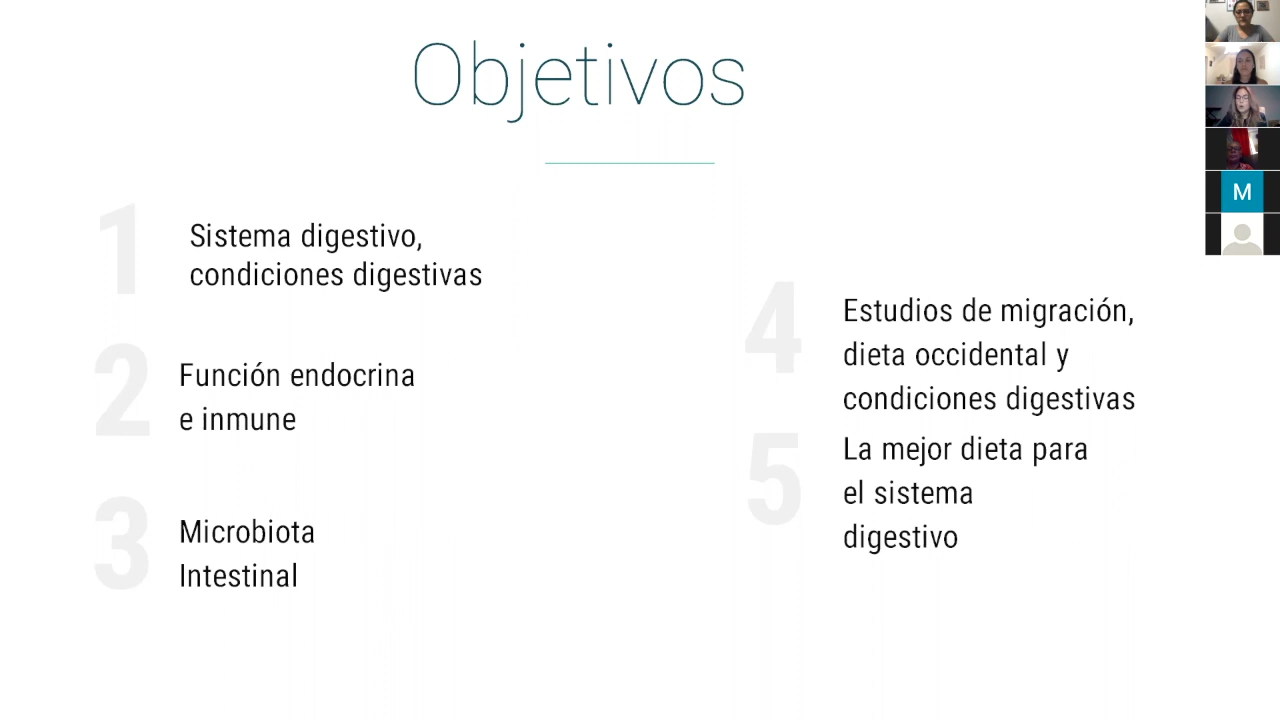 Objetivos
1
Sistema digestivo,
condiciones digestivas
2
Función endocrina
e inmune
3
Microbiota
Intestinal
4
Estudios de migración,
dieta occidental y
condiciones digestivas
5
La mejor dieta para
el sistema
digestivo
M